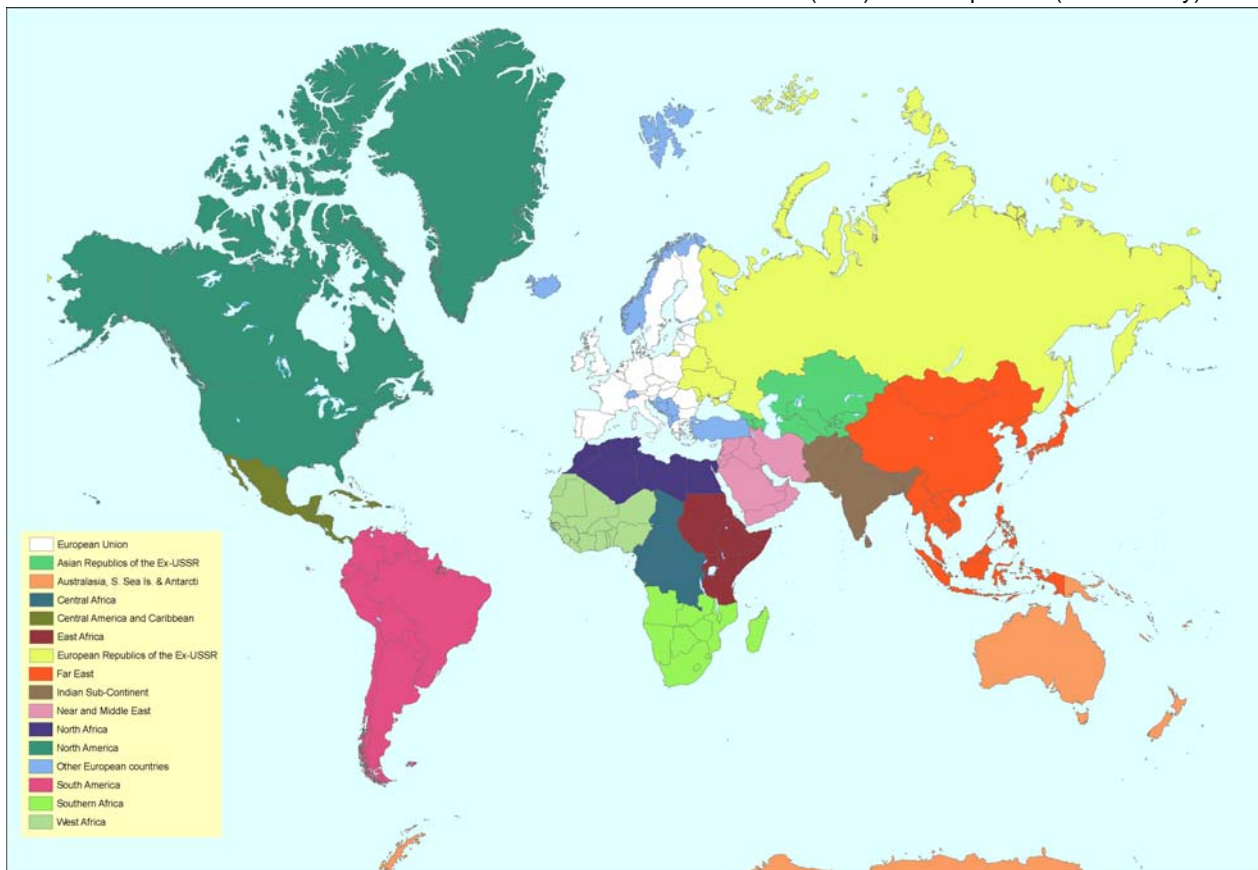 European Union
Asian Republics of the Ex-USSR
Australasia, S. Sea Is. & Antarcti
Central Africa
Central America and Caribbean
East Africa
European Republics of the Ex-USSR
Far East
Indian Sub-Continent
Near and Middle East
North Africa
North America
Other European countries
South America
Southern Africa
West Africa